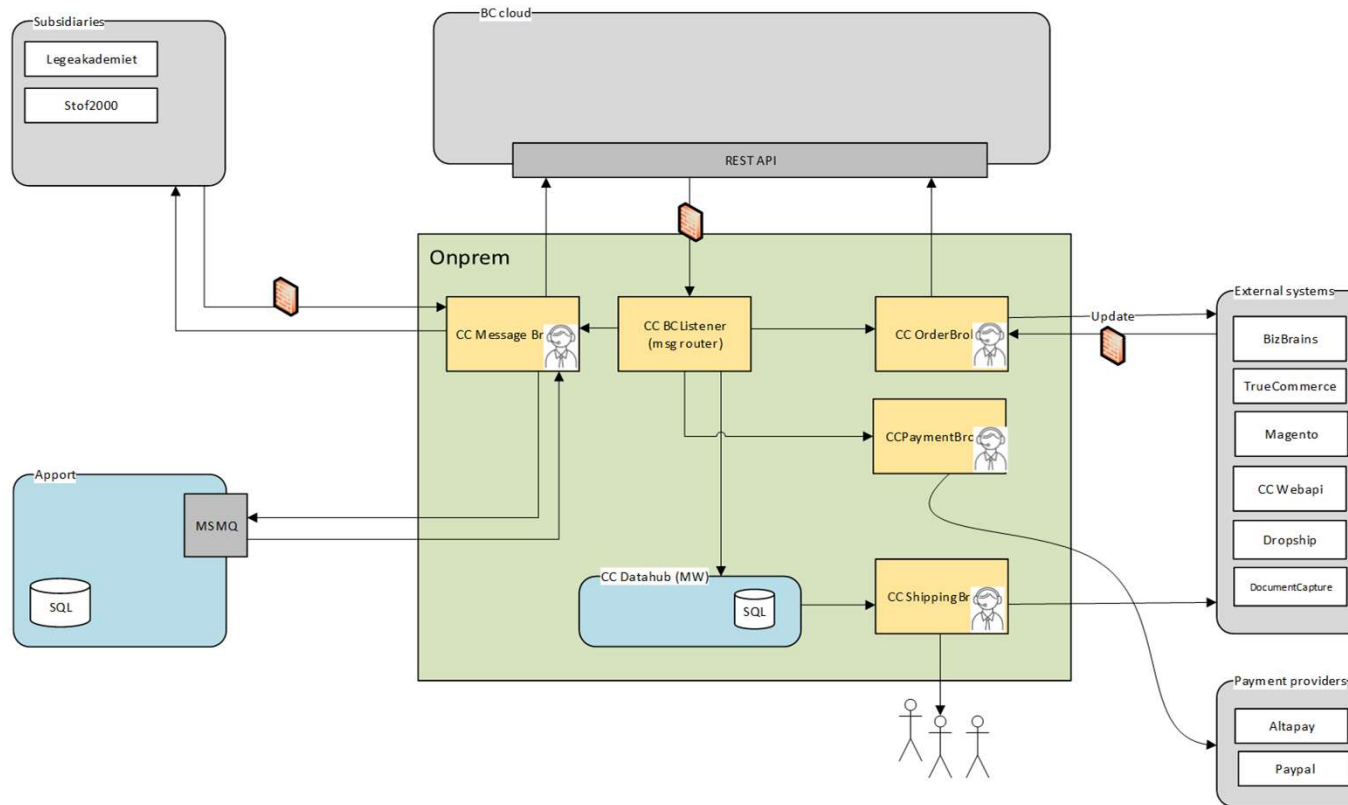 Subsidiaries
Legeakademiet
Stof2000
BC cloud
REST API
Onprem
CC Message Br
CC BCListener
(msg router)
CC OrderBrok
Update
External systems
BizBrains
TrueCommerce
Magento
CC Webapi
Dropship
DocumentCapture
CCPaymentBro
Apport
MSMQ
SQL
CC Datahub (MW)
SQL
CC ShippingBr
Payment providers
Altapay
Paypal